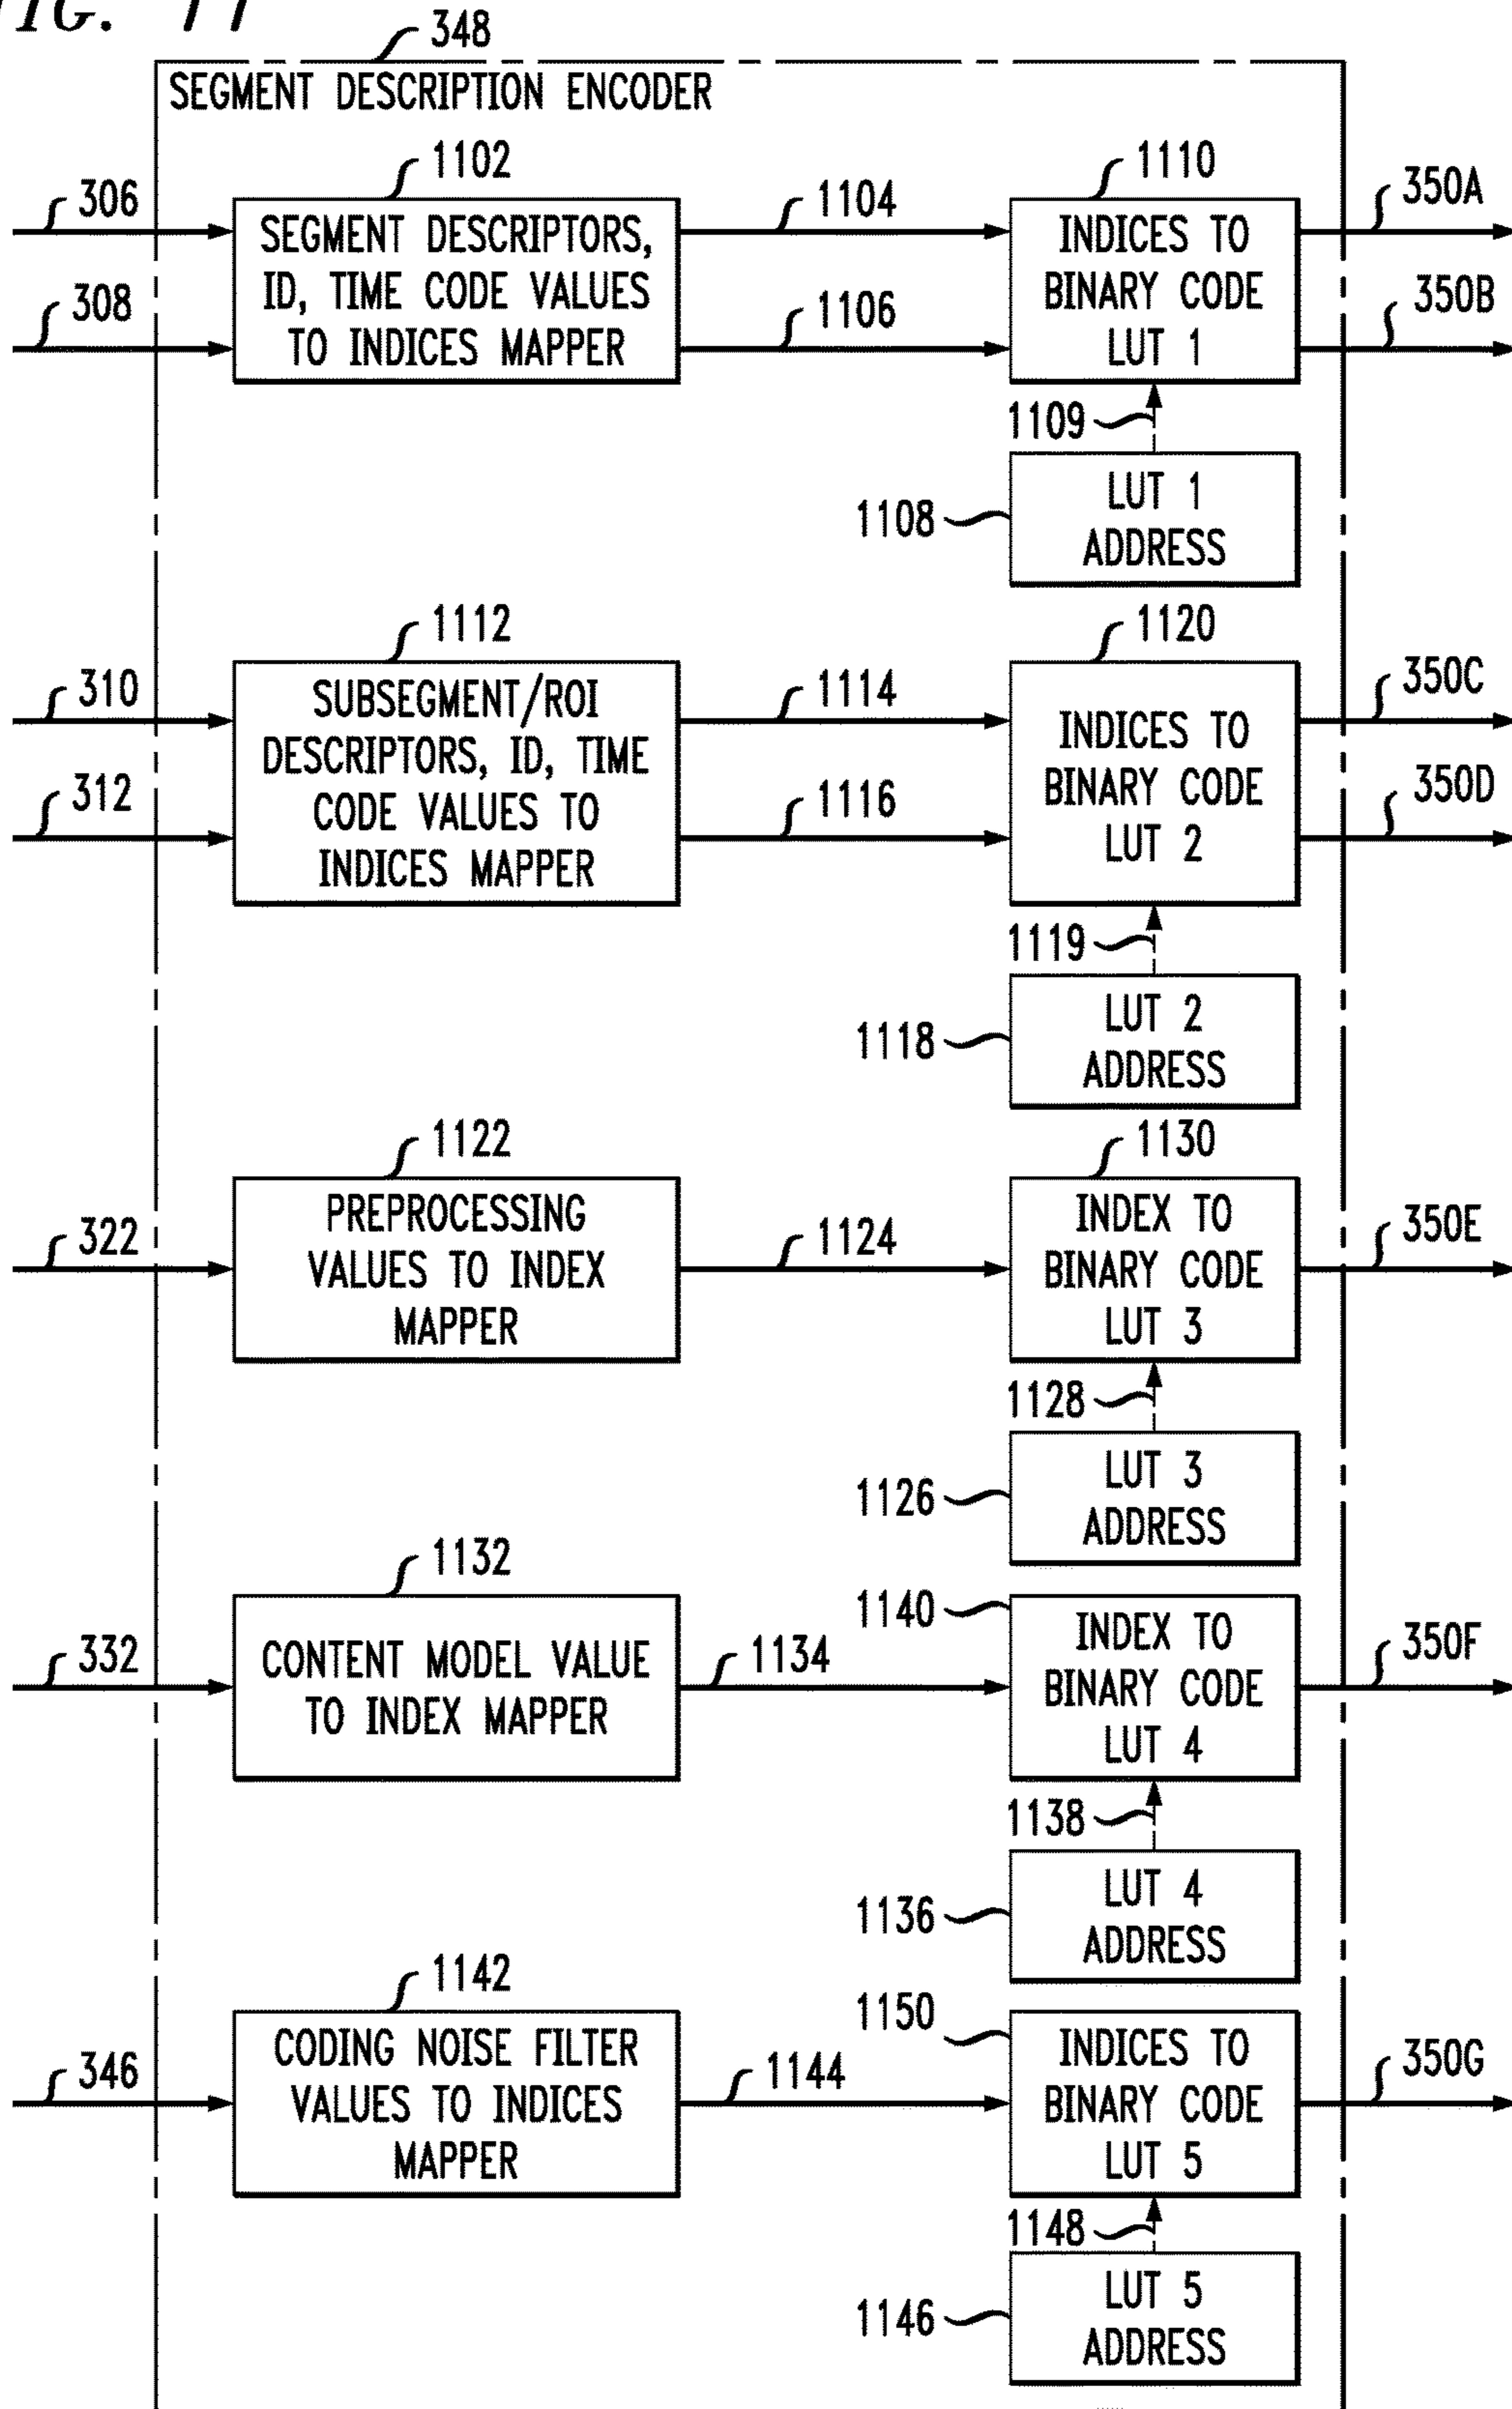 FIG. 11
348
SEGMENT DESCRIPTION ENCODER
1102
1110
306
1104
350A
SEGMENT DESCRIPTORS,
ID, TIME CODE VALUES
TO INDICES MAPPER
INDICES TO
BINARY CODE
LUT 1
308
1106
350B
1109
1108
LUT 1
ADDRESS
1112
1120
310
1114
350C
SUBSEGMENT/ROI
DESCRIPTORS, ID, TIME
CODE VALUES TO
INDICES MAPPER
INDICES TO
BINARY CODE
LUT 2
312
1116
350D
1119
1118
LUT 2
ADDRESS
1122
1130
322
PREPROCESSING
VALUES TO INDEX
MAPPER
1124
INDEX TO
BINARY CODE
LUT 3
350E
1128
1126
LUT 3
ADDRESS
1132
1140
332
CONTENT MODEL VALUE
TO INDEX MAPPER
1134
INDEX TO
BINARY CODE
LUT 4
350F
1138
1136
LUT 4
ADDRESS
1142
1150
346
CODING NOISE FILTER
VALUES TO INDICES
MAPPER
1144
INDICES TO
BINARY CODE
LUT 5
350G
1148
1146
LUT 5
ADDRESS